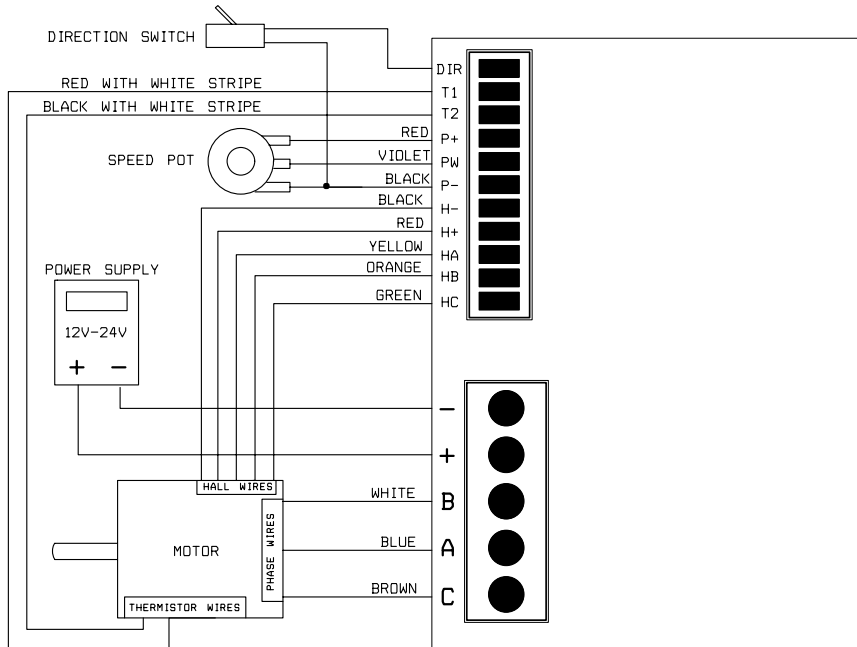 DIRECTION SWITCH
DIR
RED WITH WHITE STRIPE
T1
BLACK WITH WHITE STRIPE
T2
RED
P+
SPEED POT
VIOLET
PW
BLACK
P-
BLACK
H-
RED
H+
YELLOW
HA
ORANGE
HB
GREEN
HC
POWER SUPPLY
12V-24V
+ -
-
+
HALL WIRES
WHITE
B
PHASE WIRES
MOTOR
BLUE
A
BROWN
C
THERMISTOR WIRES